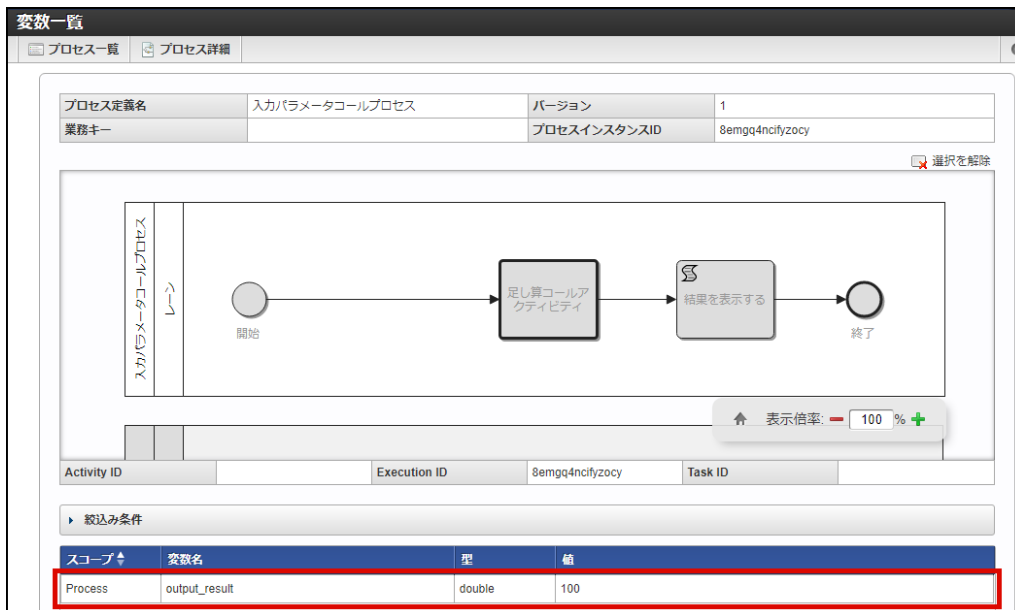 変数一覧
プロセス一覧 プロセス詳細
プロセス定義名 入力パラメータコールプロセス バージョン 1
業務キー プロセスインスタンスID 8emgq4ncifyzocy
選択を解除
入力パラメータコールプロセス
レーン
開始
足し算コールア
クティビティ
結果を表示する
終了
表示倍率: 100 %
Activity ID Execution ID 8emgq4ncifyzocy Task ID
絞込み条件
スコープ 変数名 型 値
Process output_result double 100